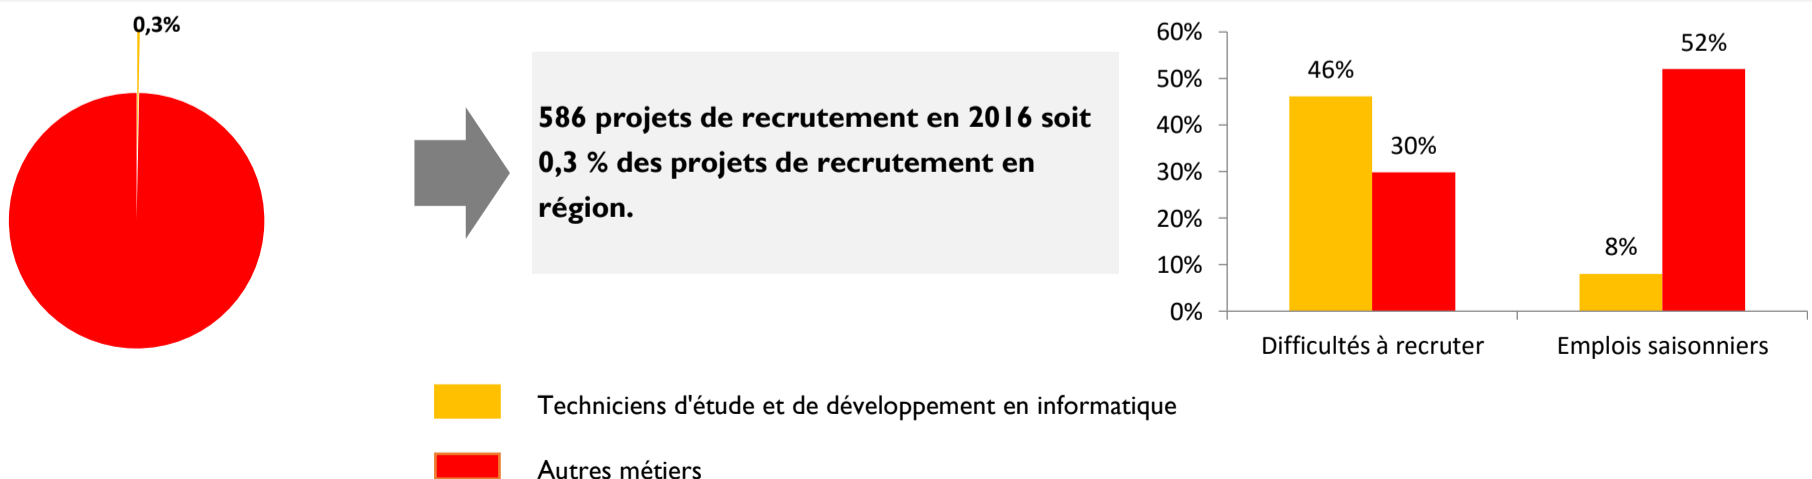 0,3%
586 projets de recrutement en 2016 soit
0,3 % des projets de recrutement en
région.
60%
50%
40%
30%
20%
10%
0%
46%
30%
8%
52%
Difficultés à recruter
Emplois saisonniers
Techniciens d'étude et de développement en informatique
Autres métiers